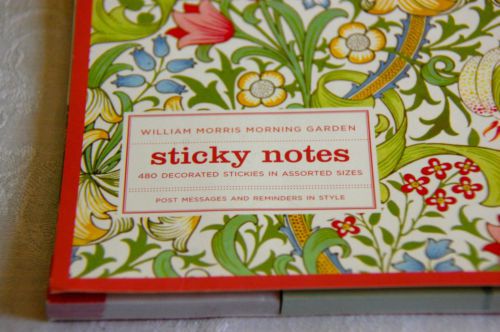 WILLIAM MORRIS MORNING GARDEN
sticky notes
480 DECORATED STICKIES IN ASSORTED SIZES
POST MESSAGES AND REMINDERS IN STYLE